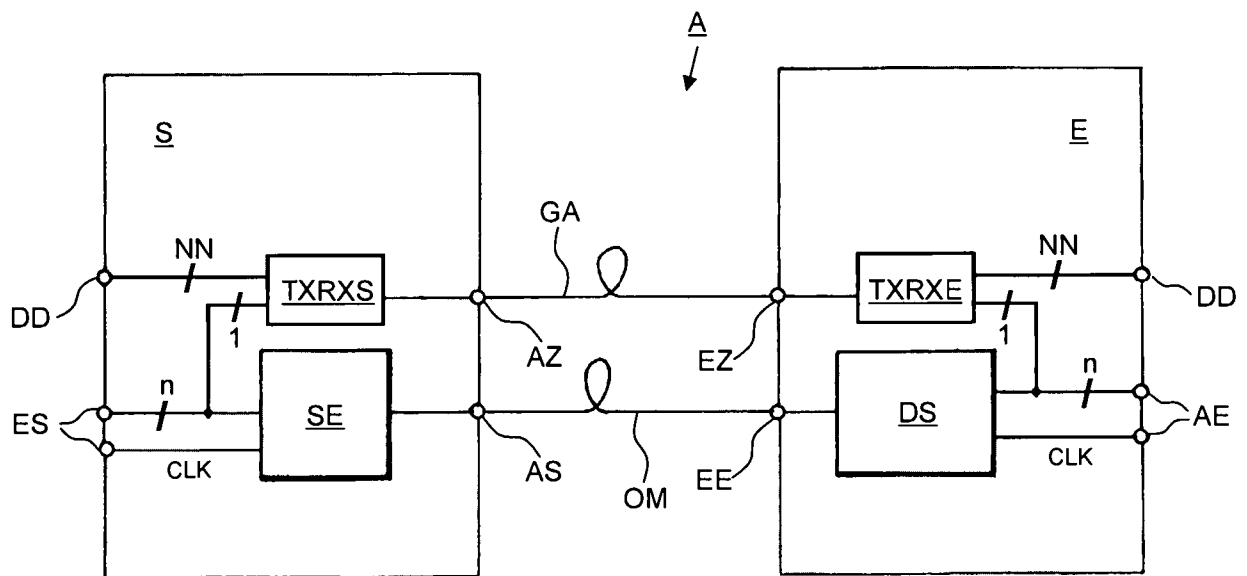 A
S
E
GA
NN
NN
TXRXS
TXRXE
DD
DD
1
1
AZ
EZ
n
n
ES
SE
DS
AE
CLK
CLK
AS
EE
OM